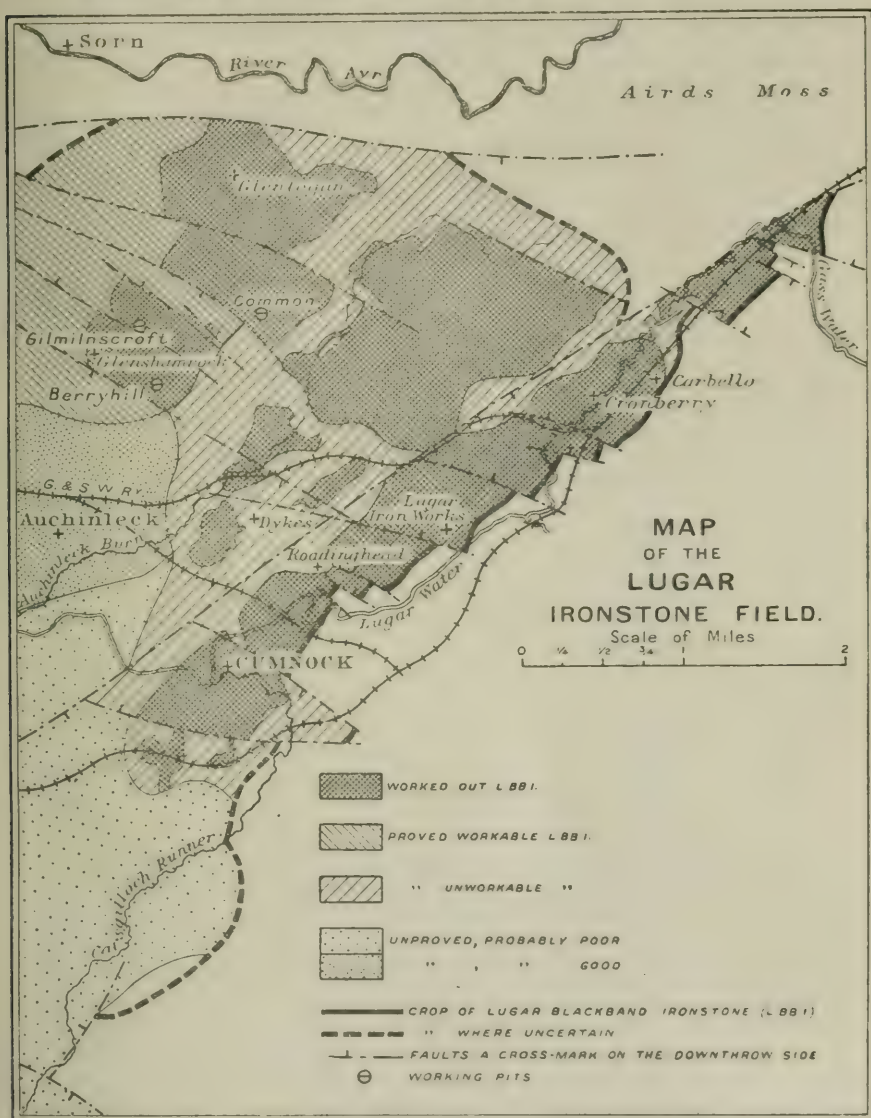 Sorn
River Ayr
Airds Moss
Glenlogan
Common
Gilmilnscroft
Glenshamrock
Berryhill
Glass Water
Carbello
Cronberry
G. & S. W. Ry.
Auchinleck
Auchinleck Burn
Dykes
Lugar
Iron Works
Roadinghead
Lugar Water
CUMNOCK
Runner
MAP
OF THE
LUGAR
IRONSTONE FIELD.
Scale of Miles
0 ¼ ½ ¾ 1 2
WORKED OUT L BB I.
PROVED WORKABLE L BB I.
" UNWORKABLE "
UNPROVED, PROBABLY POOR
" , " GOOD
CROP OF LUGAR BLACKBAND IRONSTONE (L BB I)
" WHERE UNCERTAIN
FAULTS A CROSS-MARK ON THE DOWNTHROW SIDE
WORKING PITS